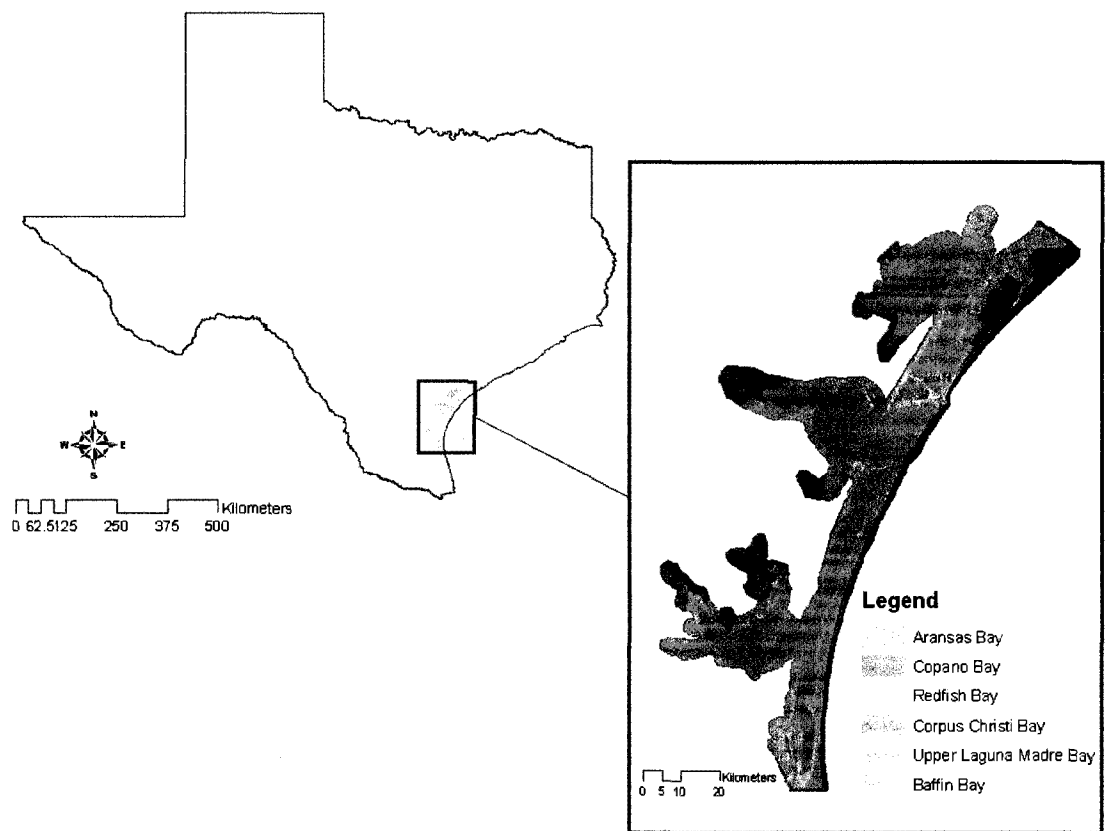 N
W E
S
Kilometers
0 62.5125 250 375 500
Legend
Aransas Bay
Copano Bay
Redfish Bay
Corpus Christi Bay
Upper Laguna Madre Bay
Baffin Bay
Kilometers
0 5 10 20